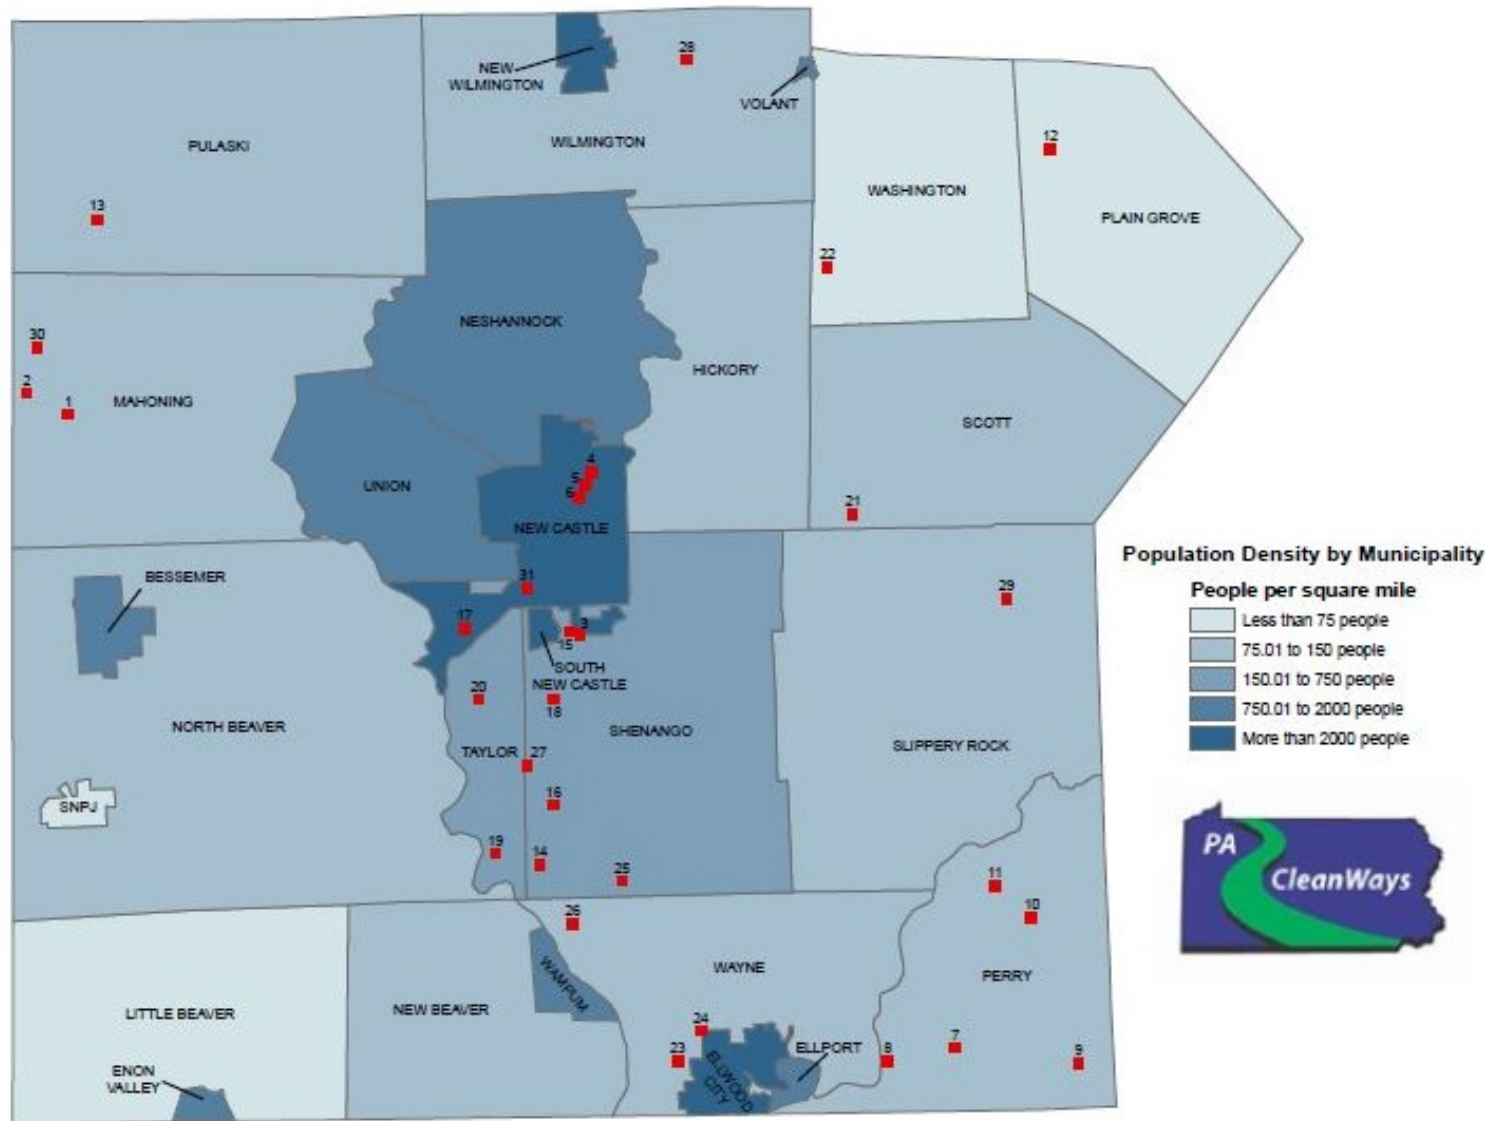 NEW
WILMINGTON
28
VOLANT
PULASKI
WILMINGTON
12
WASHINGTON
PLAIN GROVE
13
22
NESHANNOCK
30
HICKORY
2
1
MAHONING
SCOTT
4
5
6
UNION
21
NEW CASTLE
BESSEMER
31
29
17
3
15
SOUTH
NEW CASTLE
20
18
NORTH BEAVER
SHENANGO
TAYLOR
27
SLIPPERY ROCK
SNPJ
16
19
14
25
11
26
10
WAYNE
PERRY
WAMPUM
LITTLE BEAVER
NEW BEAVER
24
23
ELLPORT
8
7
9
ENON
VALLEY
ELLWOOD
CITY
Population Density by Municipality
People per square mile
Less than 75 people
75.01 to 150 people
150.01 to 750 people
750.01 to 2000 people
More than 2000 people
PA
CleanWays